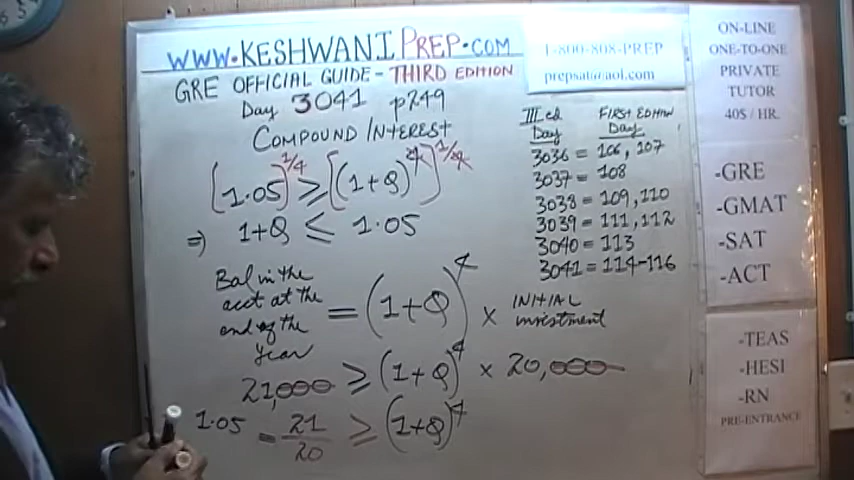 WWW.KESHWANIPREP.COM
GRE OFFICIAL GUIDE - THIRD EDITION
Day 3041 p249
COMPOUND INTEREST
[1.05]^1/4 ≥ [(1+Q)^4]^1/4
⇒ 1+Q ≤ 1.05
Bal in the
acct at the
end of the
year
= (1+Q)^4 × INITIAL
investment
21,000 ≥ (1+Q)^4 × 20,000
1.05 = 21/20 ≥ (1+Q)^4
1-800-808-PREP
prepsat@aol.com
III ed FIRST EDITION
Day Day
3036 = 106, 107
3037 = 108
3038 = 109, 110
3039 = 111, 112
3040 = 113
3041 = 114-116
ON-LINE
ONE-TO-ONE
PRIVATE
TUTOR
40$ / HR.
-GRE
-GMAT
-SAT
-ACT
-TEAS
-HESI
-RN
PRE-ENTRANCE